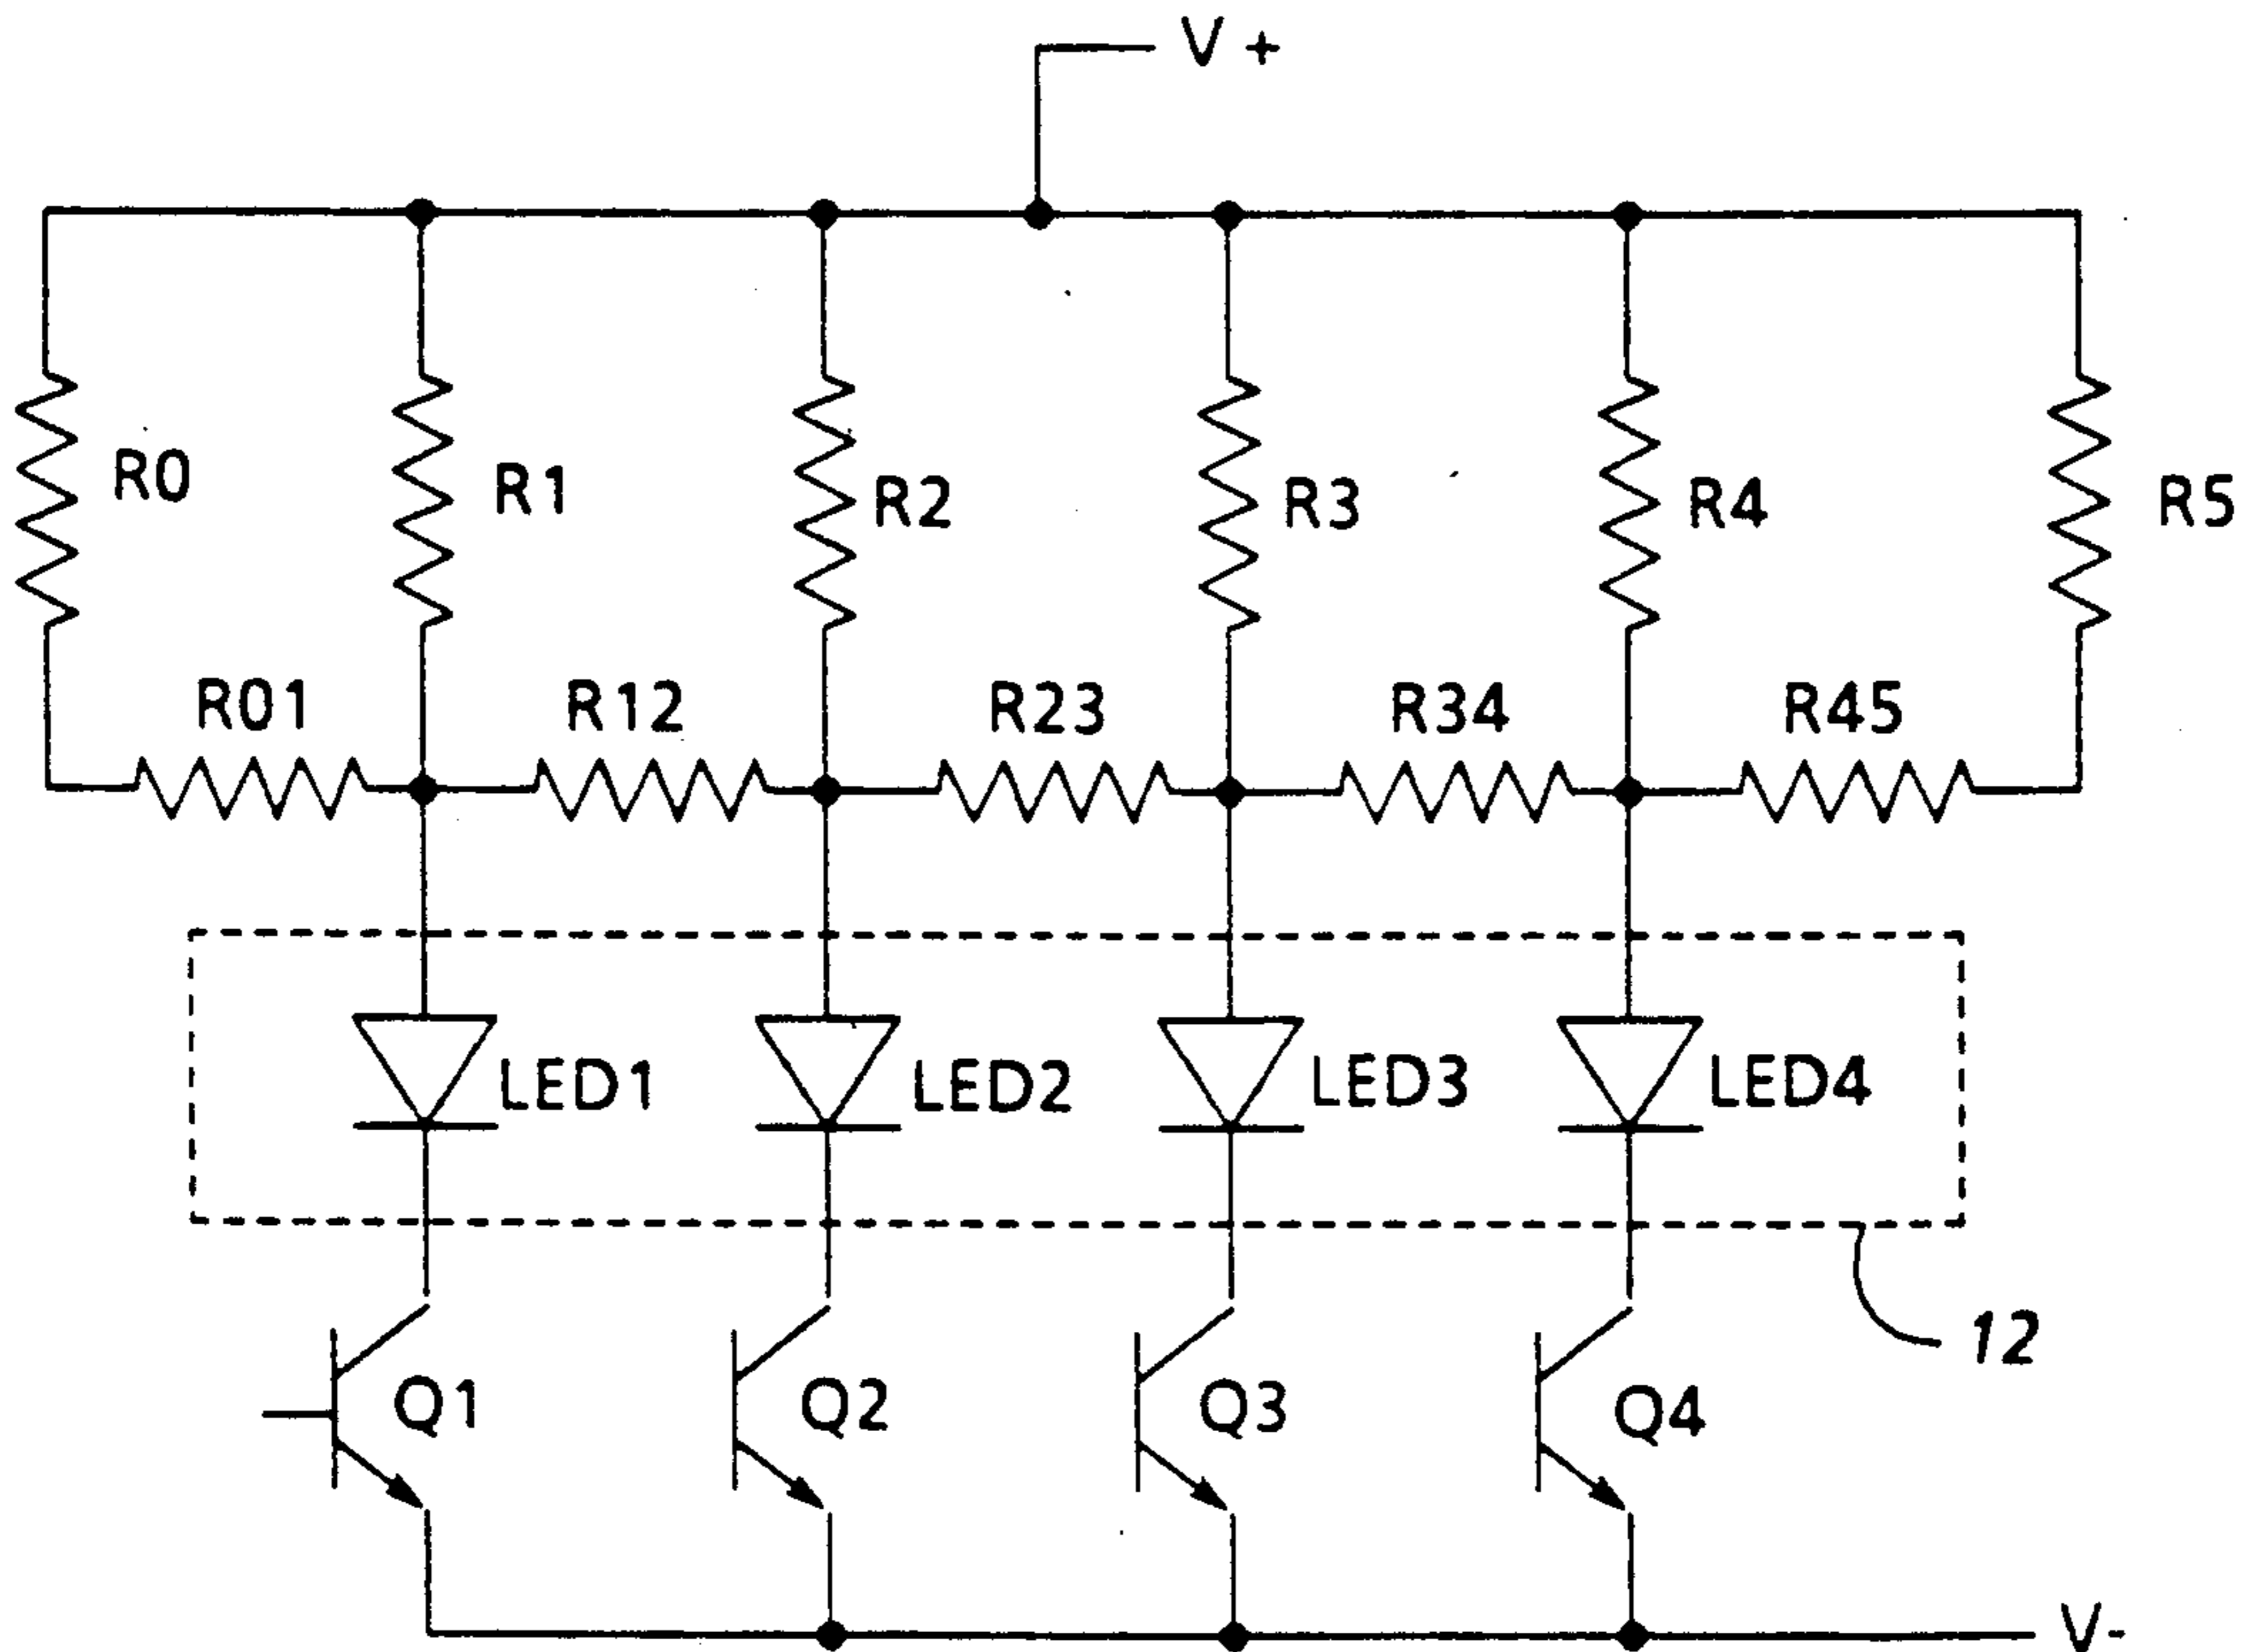 V+
R0
R1
R2
R3
R4
R5
R01
R12
R23
R34
R45
LED1
LED2
LED3
LED4
12
Q1
Q2
Q3
Q4
V-